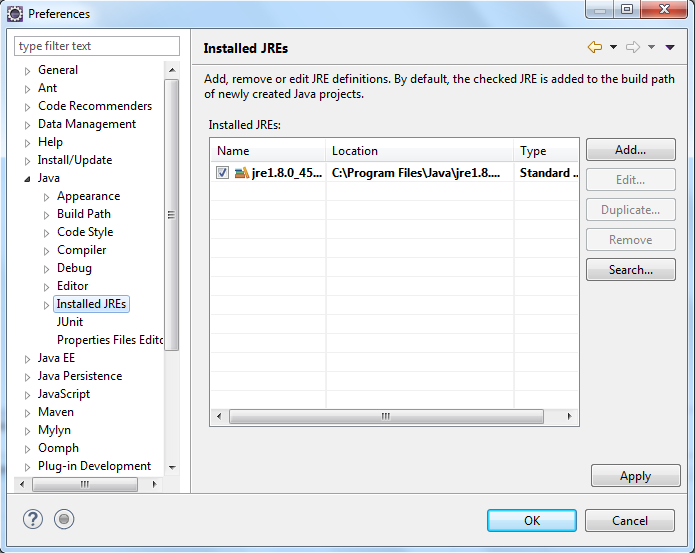 Preferences
type filter text
General
Ant
Code Recommenders
Data Management
Help
Install/Update
Java
Appearance
Build Path
Code Style
Compiler
Debug
Editor
Installed JREs
JUnit
Properties Files Edito
Java EE
Java Persistence
JavaScript
Maven
Mylyn
Oomph
Plug-in Development
Installed JREs
Add, remove or edit JRE definitions. By default, the checked JRE is added to the build path
of newly created Java projects.
Installed JREs:
Name Location Type
jre1.8.0_45... C:\Program Files\Java\jre1.8.... Standard ...
Add...
Edit...
Duplicate...
Remove
Search...
Apply
OK Cancel